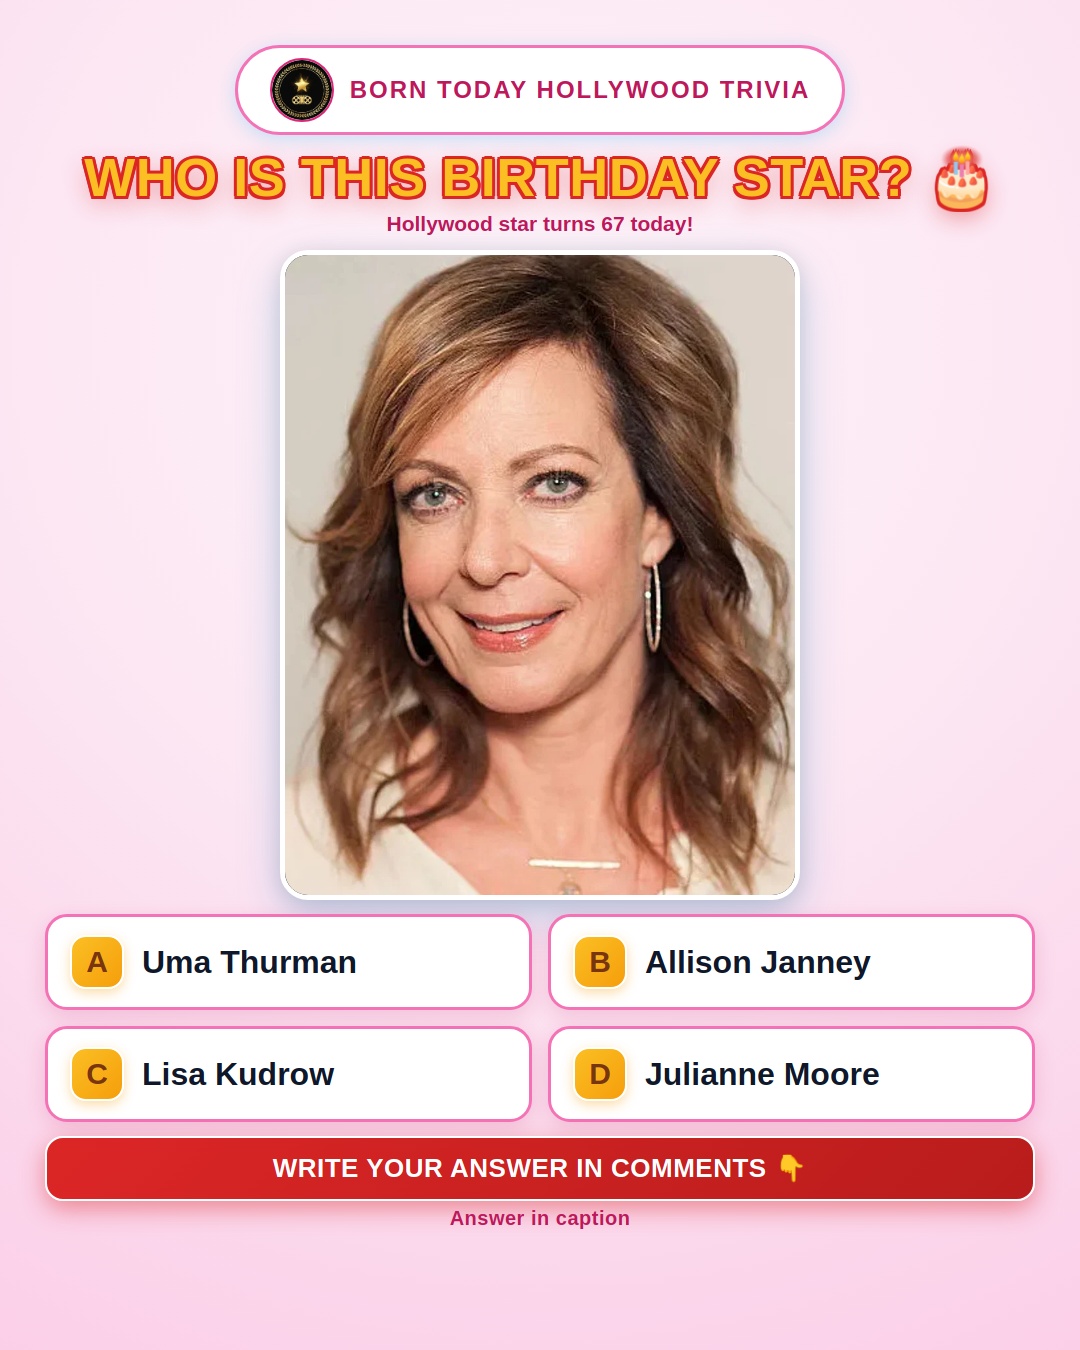 BORN TODAY HOLLYWOOD TRIVIA
WHO IS THIS BIRTHDAY STAR? 🎂
Hollywood star turns 67 today!
A Uma Thurman
B Allison Janney
C Lisa Kudrow
D Julianne Moore
WRITE YOUR ANSWER IN COMMENTS 👇
Answer in caption